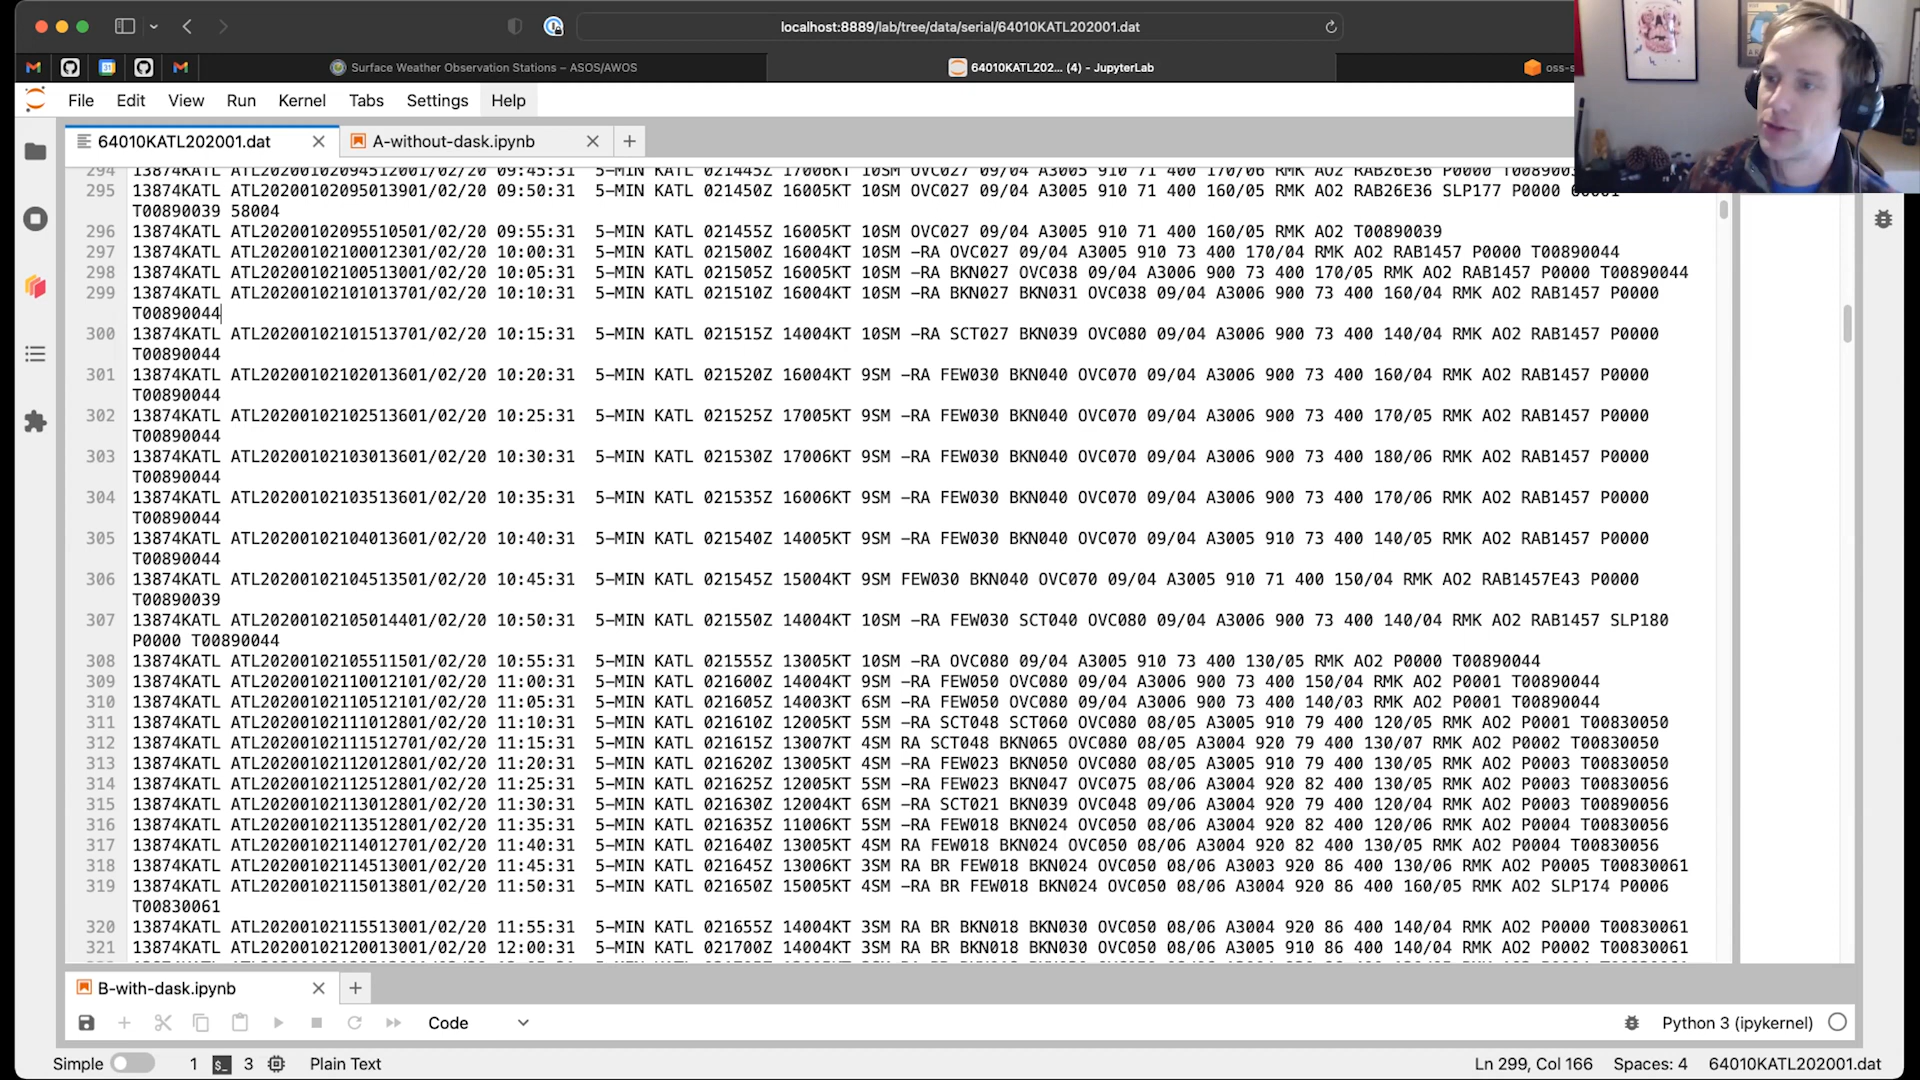 localhost:8889/lab/tree/data/serial/64010KATL202001.dat
Surface Weather Observation Stations – ASOS/AWOS
64010KATL202... (4) - JupyterLab
oss-s
File Edit View Run Kernel Tabs Settings Help
64010KATL202001.dat
A-without-dask.ipynb
294 13874KATL ATL20200102094512001/02/20 09:45:31  5-MIN KATL 021445Z 17006KT 10SM OVC027 09/04 A3005 910 71 400 170/06 RMK AO2 RAB26E36 P0000
295 13874KATL ATL20200102095013901/02/20 09:50:31  5-MIN KATL 021450Z 16005KT 10SM OVC027 09/04 A3005 910 71 400 160/05 RMK AO2 RAB26E36 SLP177 P0000
T00890039 58004
296 13874KATL ATL20200102095510501/02/20 09:55:31  5-MIN KATL 021455Z 16005KT 10SM OVC027 09/04 A3005 910 71 400 160/05 RMK AO2 T00890039
297 13874KATL ATL20200102100012301/02/20 10:00:31  5-MIN KATL 021500Z 16004KT 10SM -RA OVC027 09/04 A3005 910 73 400 170/04 RMK AO2 RAB1457 P0000 T00890044
298 13874KATL ATL20200102100513001/02/20 10:05:31  5-MIN KATL 021505Z 16005KT 10SM -RA BKN027 OVC038 09/04 A3006 900 73 400 170/05 RMK AO2 RAB1457 P0000 T00890044
299 13874KATL ATL20200102101013701/02/20 10:10:31  5-MIN KATL 021510Z 16004KT 10SM -RA BKN027 BKN031 OVC038 09/04 A3006 900 73 400 160/04 RMK AO2 RAB1457 P0000
T00890044
300 13874KATL ATL20200102101513701/02/20 10:15:31  5-MIN KATL 021515Z 14004KT 10SM -RA SCT027 BKN039 OVC080 09/04 A3006 900 73 400 140/04 RMK AO2 RAB1457 P0000
T00890044
301 13874KATL ATL20200102102013601/02/20 10:20:31  5-MIN KATL 021520Z 16004KT 9SM -RA FEW030 BKN040 OVC070 09/04 A3006 900 73 400 160/04 RMK AO2 RAB1457 P0000
T00890044
302 13874KATL ATL20200102102513601/02/20 10:25:31  5-MIN KATL 021525Z 17005KT 9SM -RA FEW030 BKN040 OVC070 09/04 A3006 900 73 400 170/05 RMK AO2 RAB1457 P0000
T00890044
303 13874KATL ATL20200102103013601/02/20 10:30:31  5-MIN KATL 021530Z 17006KT 9SM -RA FEW030 BKN040 OVC070 09/04 A3006 900 73 400 180/06 RMK AO2 RAB1457 P0000
T00890044
304 13874KATL ATL20200102103513601/02/20 10:35:31  5-MIN KATL 021535Z 16006KT 9SM -RA FEW030 BKN040 OVC070 09/04 A3006 900 73 400 170/06 RMK AO2 RAB1457 P0000
T00890044
305 13874KATL ATL20200102104013601/02/20 10:40:31  5-MIN KATL 021540Z 14005KT 9SM -RA FEW030 BKN040 OVC070 09/04 A3005 910 73 400 140/05 RMK AO2 RAB1457 P0000
T00890044
306 13874KATL ATL20200102104513501/02/20 10:45:31  5-MIN KATL 021545Z 15004KT 9SM FEW030 BKN040 OVC070 09/04 A3005 910 71 400 150/04 RMK AO2 RAB1457E43 P0000
T00890039
307 13874KATL ATL20200102105014401/02/20 10:50:31  5-MIN KATL 021550Z 14004KT 10SM -RA FEW030 SCT040 OVC080 09/04 A3006 900 73 400 140/04 RMK AO2 RAB1457 SLP180
P0000 T00890044
308 13874KATL ATL20200102105511501/02/20 10:55:31  5-MIN KATL 021555Z 13005KT 10SM -RA OVC080 09/04 A3005 910 73 400 130/05 RMK AO2 P0000 T00890044
309 13874KATL ATL20200102110012101/02/20 11:00:31  5-MIN KATL 021600Z 14004KT 9SM -RA FEW050 OVC080 09/04 A3006 900 73 400 150/04 RMK AO2 P0001 T00890044
310 13874KATL ATL20200102110512101/02/20 11:05:31  5-MIN KATL 021605Z 14003KT 6SM -RA FEW050 OVC080 09/04 A3006 900 73 400 140/03 RMK AO2 P0001 T00890044
311 13874KATL ATL20200102111012801/02/20 11:10:31  5-MIN KATL 021610Z 12005KT 5SM -RA SCT048 SCT060 OVC080 08/05 A3005 910 79 400 120/05 RMK AO2 P0001 T00830050
312 13874KATL ATL20200102111512701/02/20 11:15:31  5-MIN KATL 021615Z 13007KT 4SM RA SCT048 BKN065 OVC080 08/05 A3004 920 79 400 130/07 RMK AO2 P0002 T00830050
313 13874KATL ATL20200102112012801/02/20 11:20:31  5-MIN KATL 021620Z 13005KT 4SM -RA FEW023 BKN050 OVC080 08/05 A3005 910 79 400 130/05 RMK AO2 P0003 T00830050
314 13874KATL ATL20200102112512801/02/20 11:25:31  5-MIN KATL 021625Z 12005KT 5SM -RA FEW023 BKN047 OVC075 08/06 A3004 920 82 400 130/05 RMK AO2 P0003 T00830056
315 13874KATL ATL20200102113012801/02/20 11:30:31  5-MIN KATL 021630Z 12004KT 6SM -RA SCT021 BKN039 OVC048 09/06 A3004 920 79 400 120/04 RMK AO2 P0003 T00890056
316 13874KATL ATL20200102113512801/02/20 11:35:31  5-MIN KATL 021635Z 11006KT 5SM -RA FEW018 BKN024 OVC050 08/06 A3004 920 82 400 120/06 RMK AO2 P0004 T00830056
317 13874KATL ATL20200102114012701/02/20 11:40:31  5-MIN KATL 021640Z 13005KT 4SM RA FEW018 BKN024 OVC050 08/06 A3004 920 82 400 130/05 RMK AO2 P0004 T00830056
318 13874KATL ATL20200102114513001/02/20 11:45:31  5-MIN KATL 021645Z 13006KT 3SM RA BR FEW018 BKN024 OVC050 08/06 A3003 920 86 400 130/06 RMK AO2 P0005 T00830061
319 13874KATL ATL20200102115013801/02/20 11:50:31  5-MIN KATL 021650Z 15005KT 4SM -RA BR FEW018 BKN024 OVC050 08/06 A3004 920 86 400 160/05 RMK AO2 SLP174 P0006
T00830061
320 13874KATL ATL20200102115513001/02/20 11:55:31  5-MIN KATL 021655Z 14004KT 3SM RA BR BKN018 BKN030 OVC050 08/06 A3004 920 86 400 140/04 RMK AO2 P0000 T00830061
321 13874KATL ATL20200102120013001/02/20 12:00:31  5-MIN KATL 021700Z 14004KT 3SM RA BR BKN018 BKN030 OVC050 08/06 A3005 910 86 400 140/04 RMK AO2 P0002 T00830061
B-with-dask.ipynb
Code
Python 3 (ipykernel)
Simple 1 $_ 3 Plain Text
Ln 299, Col 166 Spaces: 4 64010KATL202001.dat